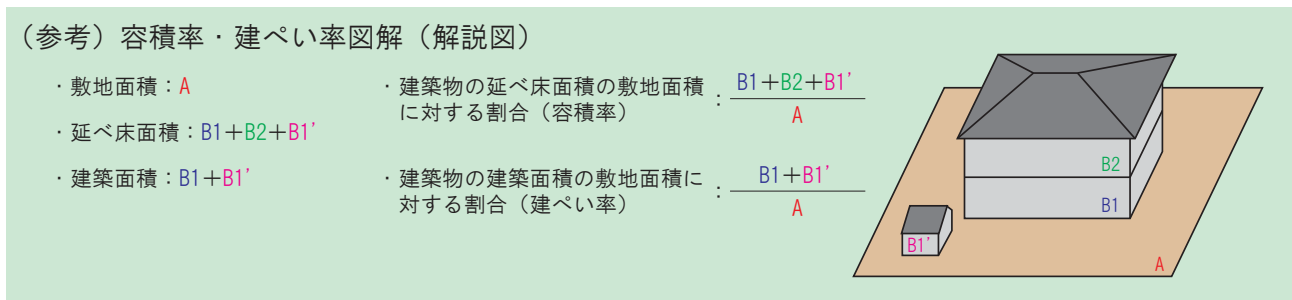 （参考）容積率・建ぺい率図解（解説図）
・敷地面積：A
・延べ床面積：B1＋B2＋B1’
・建築面積：B1＋B1’
・建築物の延べ床面積の敷地面積
に対する割合（容積率）
：
B1＋B2＋B1’
A
・建築物の建築面積の敷地面積に
対する割合（建ぺい率）
：
B1＋B1’
A
B2
B1
B1’
A